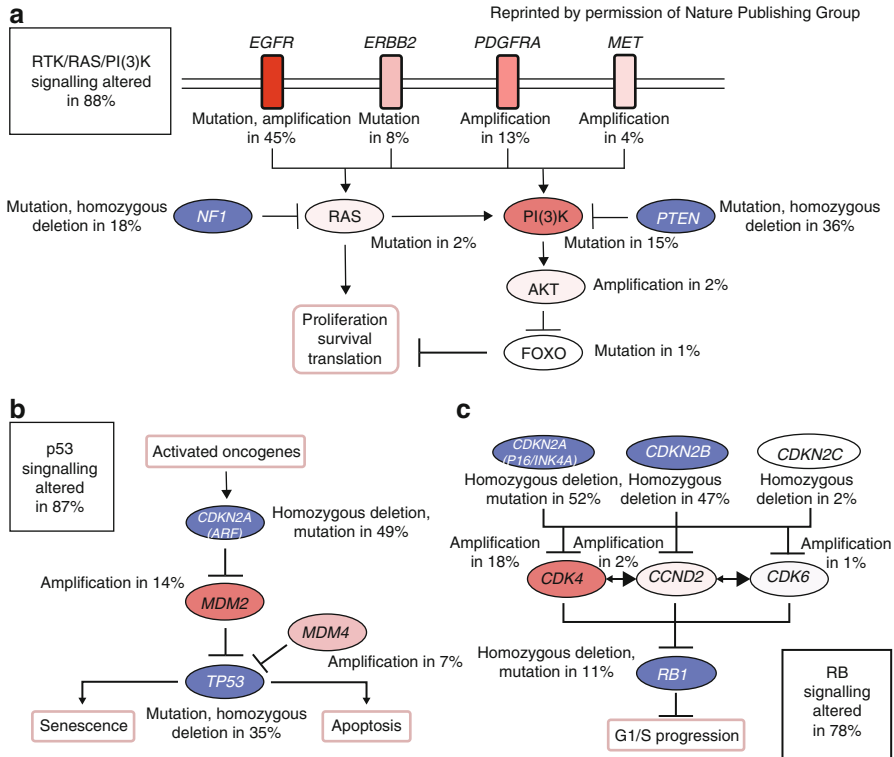 a
Reprinted by permission of Nature Publishing Group
RTK/RAS/PI(3)K
signalling altered
in 88%
EGFR
ERBB2
PDGFRA
MET
Mutation, amplification
in 45%
Mutation
in 8%
Amplification
in 13%
Amplification
in 4%
Mutation, homozygous
deletion in 18%
NF1
RAS
Mutation in 2%
PI(3)K
Mutation in 15%
PTEN
Mutation, homozygous
deletion in 36%
AKT
Amplification in 2%
Proliferation
survival
translation
FOXO
Mutation in 1%
b
p53
singnalling
altered
in 87%
Activated oncogenes
CDKN2A
(ARF)
Homozygous deletion,
mutation in 49%
Amplification in 14%
MDM2
MDM4
Amplification in 7%
TP53
Senescence
Mutation, homozygous
deletion in 35%
Apoptosis
c
CDKN2A
(P16/INK4A)
CDKN2B
CDKN2C
Homozygous deletion,
mutation in 52%
Homozygous
deletion in 47%
Homozygous
deletion in 2%
Amplification
in 18%
Amplification
in 2%
Amplification
in 1%
CDK4
CCND2
CDK6
Homozygous deletion,
mutation in 11%
RB1
G1/S progression
RB
signalling
altered
in 78%